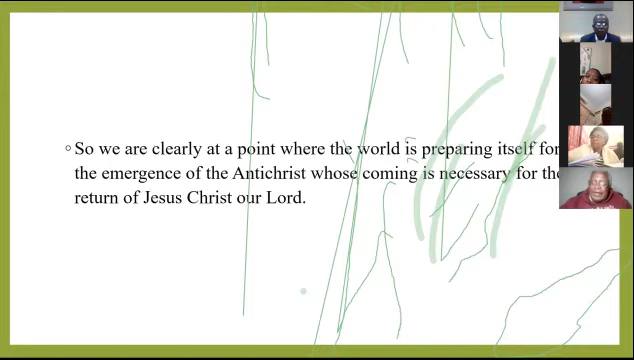 So we are clearly at a point where the world is preparing itself for
the emergence of the Antichrist whose coming is necessary for the
return of Jesus Christ our Lord.